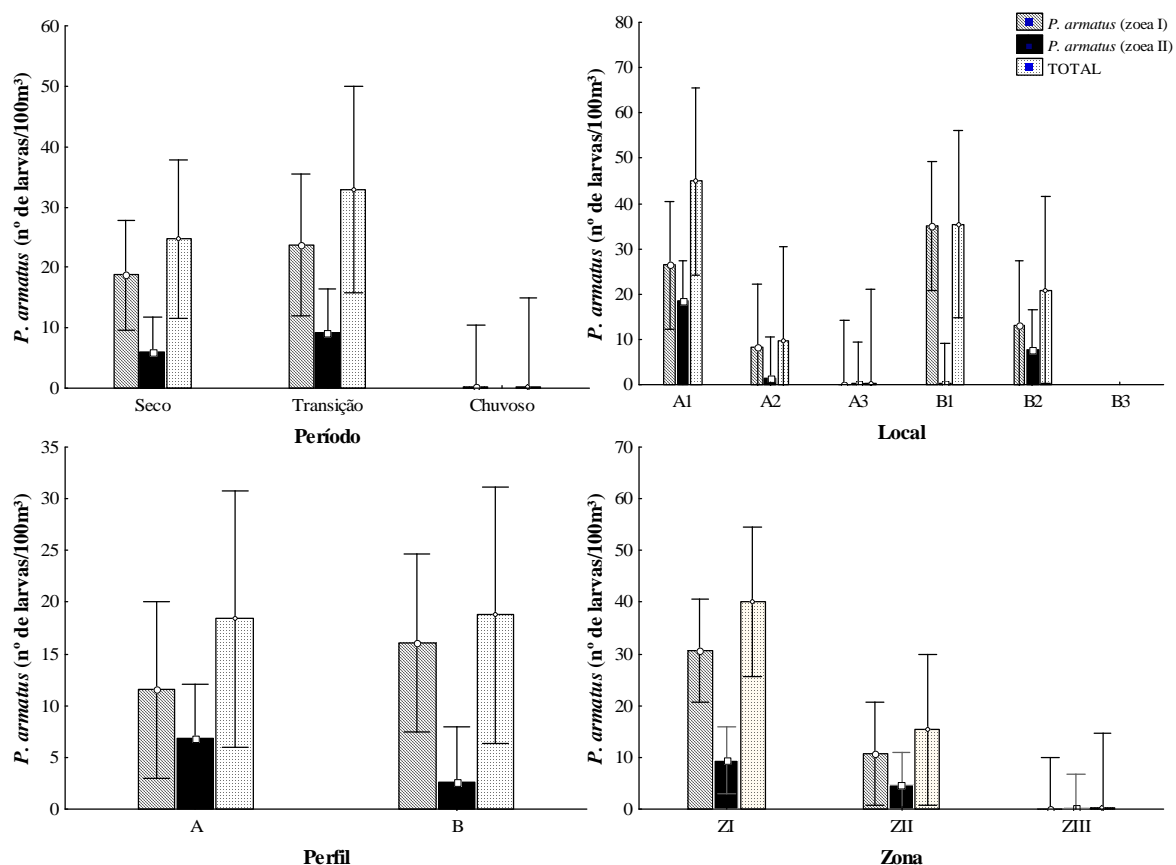 60
50
40
30
20
10
0
P. armatus (nº de larvas/100m³)
Seco
Transição
Chuvoso
Período
80
70
60
50
40
30
20
10
0
P. armatus (nº de larvas/100m³)
P. armatus (zoea I)
P. armatus (zoea II)
TOTAL
A1
A2
A3
B1
B2
B3
Local
35
30
25
20
15
10
5
0
P. armatus (nº de larvas/100m³)
A
B
Perfil
70
60
50
40
30
20
10
0
P. armatus (nº de larvas/100m³)
ZI
ZII
ZIII
Zona